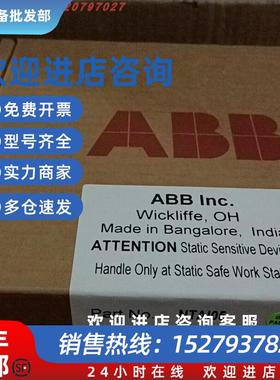 备批发部
20797027
欢迎进店咨询
免费开票
型号齐全
实力商家
多仓速发
ABB
ABB Inc.
Wickliffe, OH
Made in Bangalore, India
ATTENTION Static Sensitive Devi
Handle Only at Static Safe Work Sta
Part No
欢迎进店咨询客服
销售热线: 15279378
24小时在线